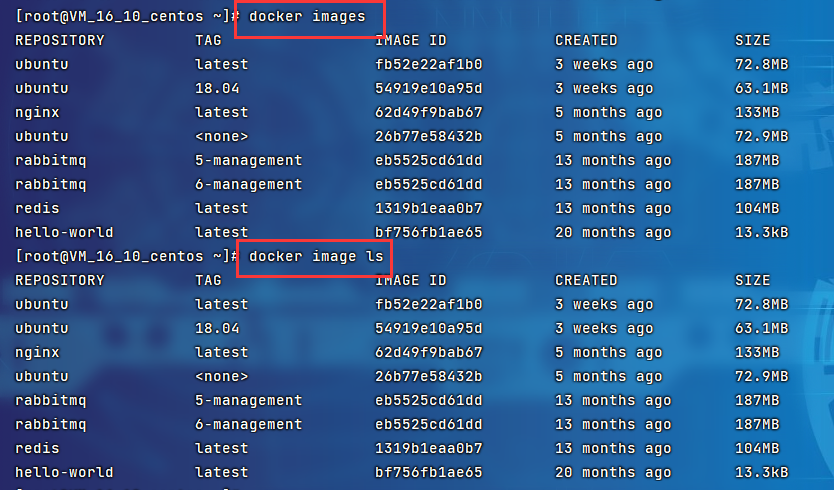 [root@VM_16_10_centos ~]# docker images
REPOSITORY TAG IMAGE ID CREATED SIZE
ubuntu latest fb52e22af1b0 3 weeks ago 72.8MB
ubuntu 18.04 54919e10a95d 3 weeks ago 63.1MB
nginx latest 62d49f9bab67 5 months ago 133MB
ubuntu <none> 26b77e58432b 5 months ago 72.9MB
rabbitmq 5-management eb5525cd61dd 13 months ago 187MB
rabbitmq 6-management eb5525cd61dd 13 months ago 187MB
redis latest 1319b1eaa0b7 13 months ago 104MB
hello-world latest bf756fb1ae65 20 months ago 13.3kB
[root@VM_16_10_centos ~]# docker image ls
REPOSITORY TAG IMAGE ID CREATED SIZE
ubuntu latest fb52e22af1b0 3 weeks ago 72.8MB
ubuntu 18.04 54919e10a95d 3 weeks ago 63.1MB
nginx latest 62d49f9bab67 5 months ago 133MB
ubuntu <none> 26b77e58432b 5 months ago 72.9MB
rabbitmq 5-management eb5525cd61dd 13 months ago 187MB
rabbitmq 6-management eb5525cd61dd 13 months ago 187MB
redis latest 1319b1eaa0b7 13 months ago 104MB
hello-world latest bf756fb1ae65 20 months ago 13.3kB